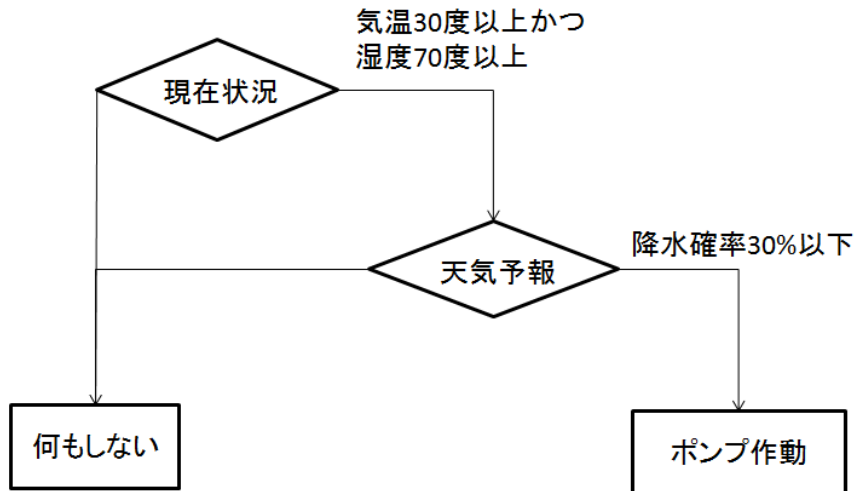 気温30度以上かつ
湿度70度以上
現在状況
降水確率30%以下
天気予報
何もしない
ポンプ作動